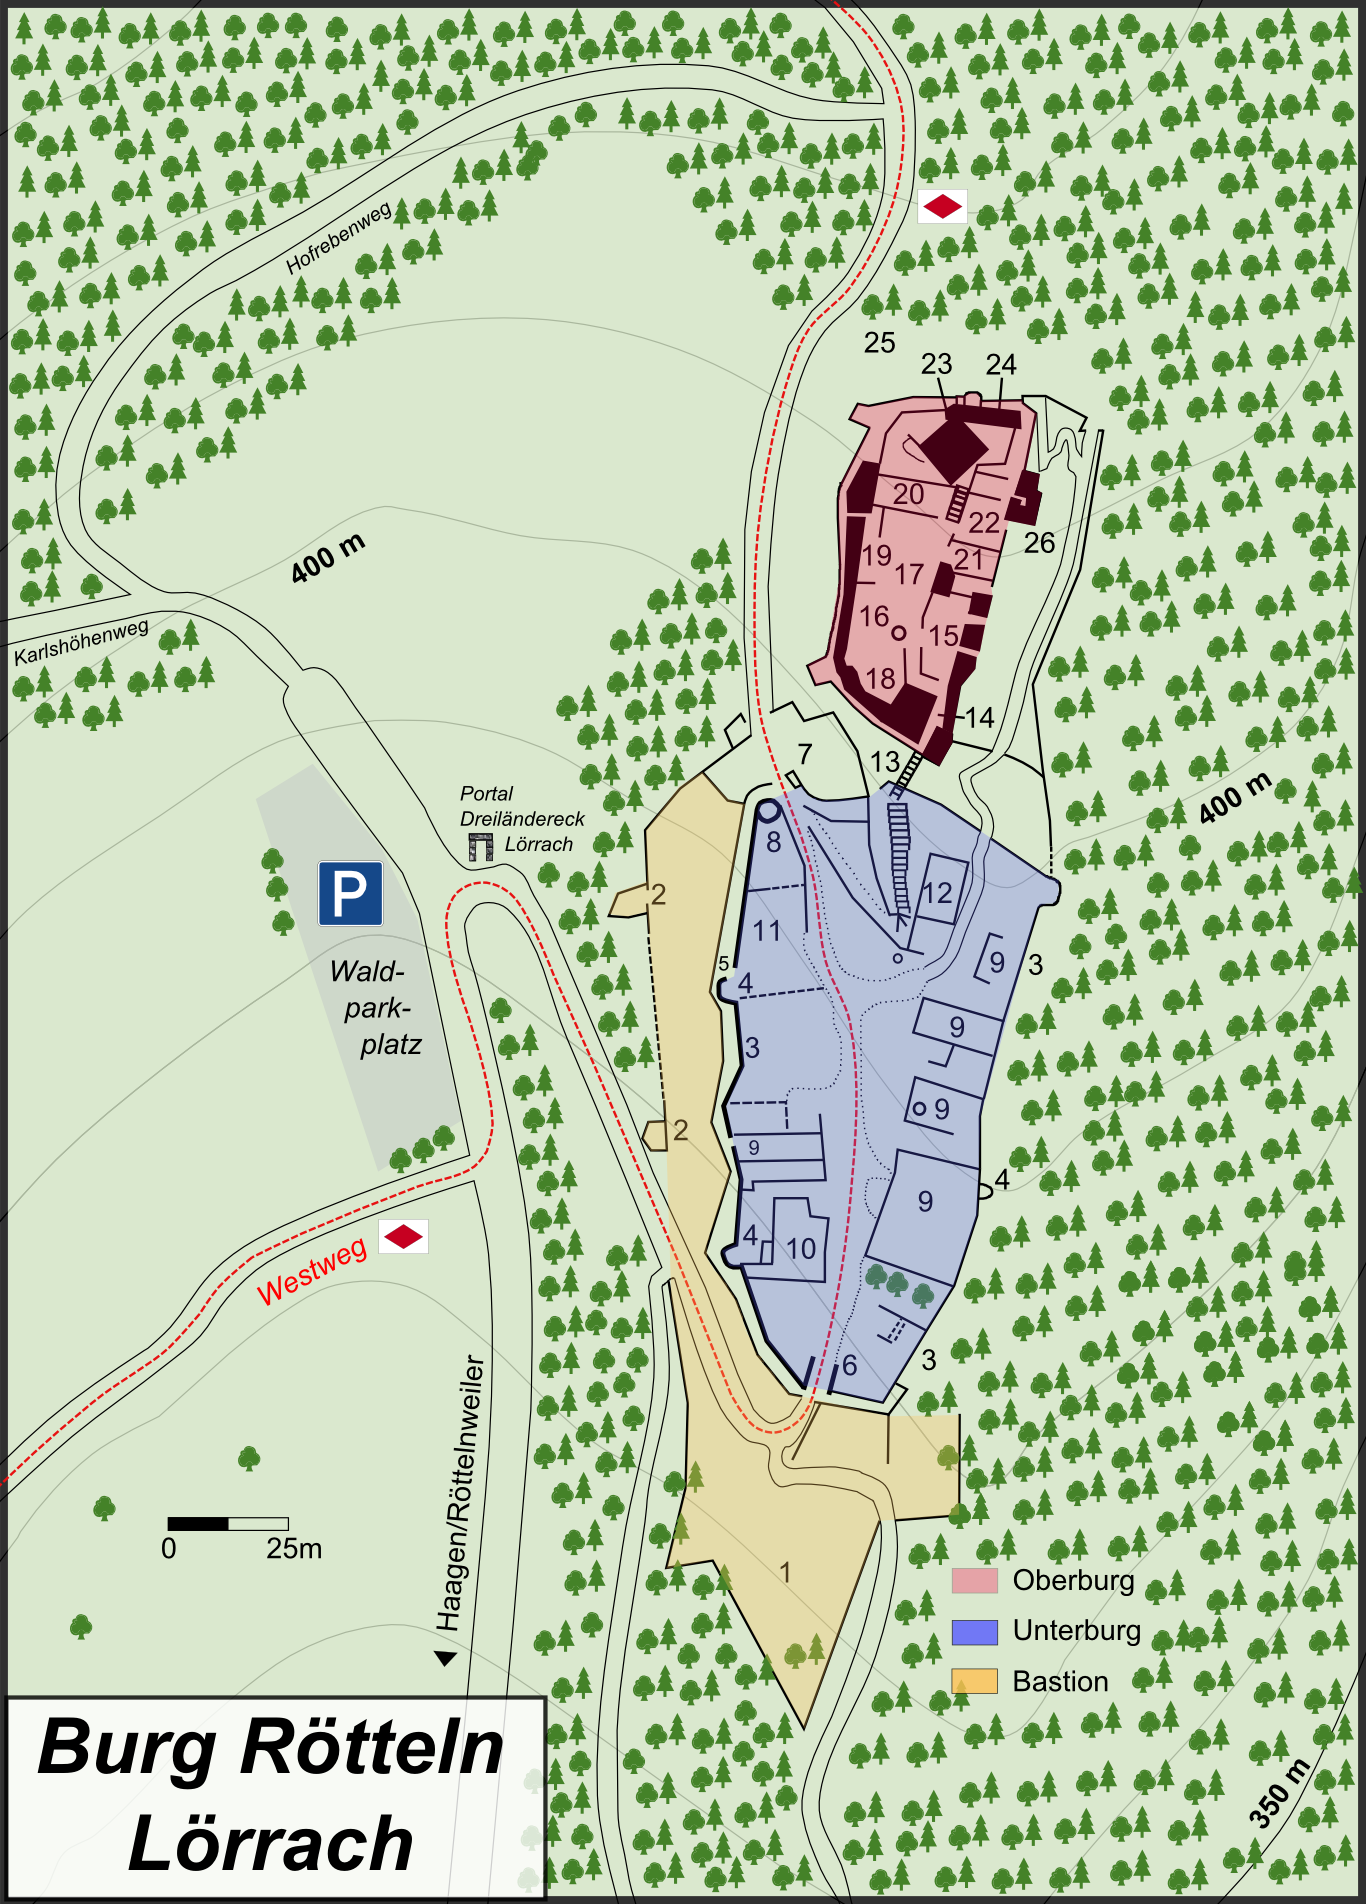 Hofrebenweg
25
23
24
400 m
20
22
26
19
17
21
Karlshöhenweg
16
15
18
14
7
13
Portal
Dreiländereck
Lörrach
400 m
8
P
2
12
11
5
4
9
3
Wald-
park-
platz
9
3
9
2
9
4
9
4
10
Westweg
6
3
Haagen/Röttelnweiler
0
25m
1
Oberburg
Unterburg
Bastion
350 m
Burg Rötteln
Lörrach